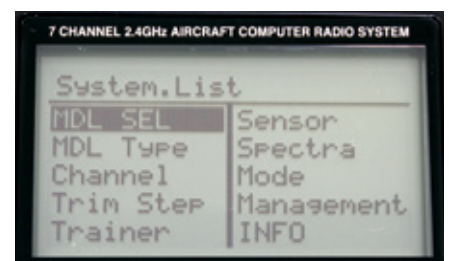 7 CHANNEL 2.4GHz AIRCRAFT COMPUTER RADIO SYSTEM
System.List
MDL SEL
MDL Type
Channel
Trim Step
Trainer
Sensor
Spectra
Mode
Management
INFO